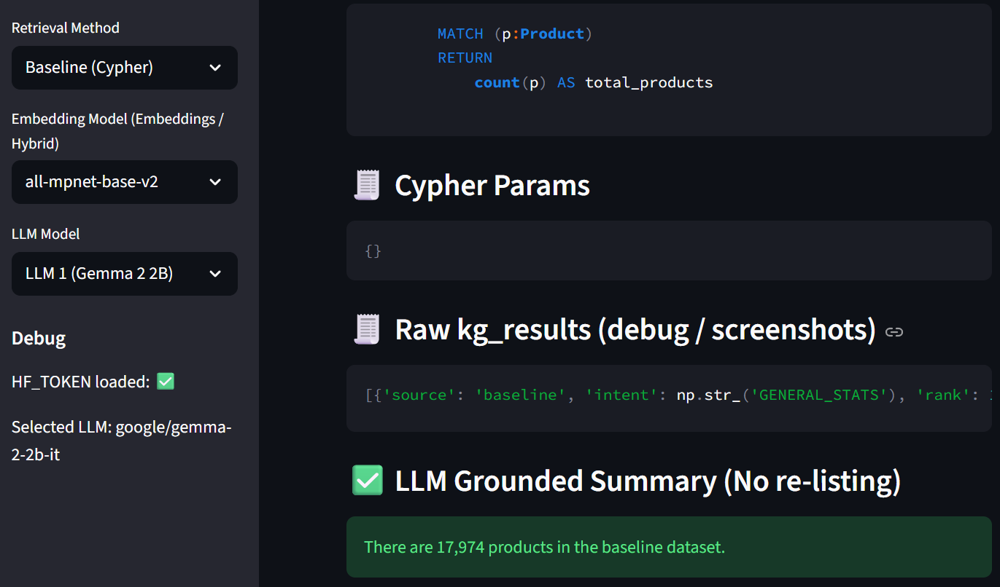 Retrieval Method
Baseline (Cypher)
Embedding Model (Embeddings /
Hybrid)
all-mpnet-base-v2
LLM Model
LLM 1 (Gemma 2 2B)
Debug
HF_TOKEN loaded: ✅
Selected LLM: google/gemma-
2-2b-it
MATCH (p:Product)
RETURN
count(p) AS total_products
Cypher Params
{}
Raw kg_results (debug / screenshots)
[{'source': 'baseline', 'intent': np.str_('GENERAL_STATS'), 'rank':
LLM Grounded Summary (No re-listing)
There are 17,974 products in the baseline dataset.